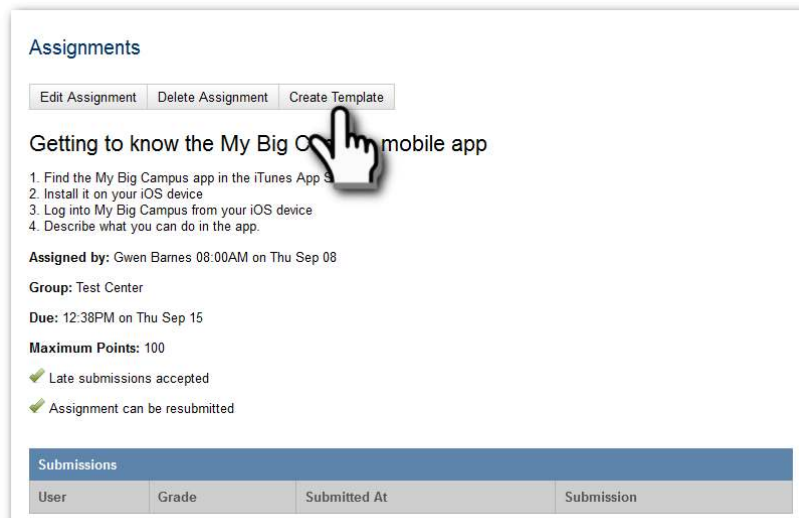 Assignments
Edit Assignment Delete Assignment Create Template
Getting to know the My Big mobile app
1. Find the My Big Campus app in the iTunes App
2. Install it on your iOS device
3. Log into My Big Campus from your iOS device
4. Describe what you can do in the app.
Assigned by: Gwen Barnes 08:00AM on Thu Sep 08
Group: Test Center
Due: 12:38PM on Thu Sep 15
Maximum Points: 100
Late submissions accepted
Assignment can be resubmitted
Submissions
User Grade Submitted At Submission